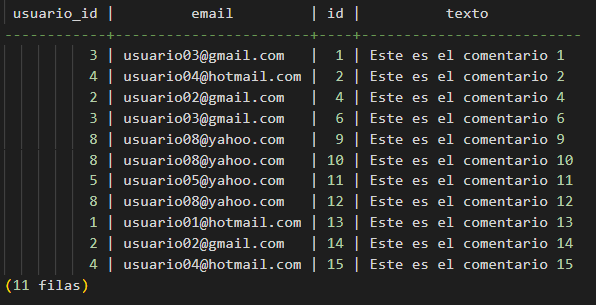 usuario_id | email | id | texto
------------+----------------------+----+---------------------------
3 | usuario03@gmail.com | 1 | Este es el comentario 1
4 | usuario04@hotmail.com | 2 | Este es el comentario 2
2 | usuario02@gmail.com | 4 | Este es el comentario 4
3 | usuario03@gmail.com | 6 | Este es el comentario 6
8 | usuario08@yahoo.com | 9 | Este es el comentario 9
8 | usuario08@yahoo.com | 10 | Este es el comentario 10
5 | usuario05@yahoo.com | 11 | Este es el comentario 11
8 | usuario08@yahoo.com | 12 | Este es el comentario 12
1 | usuario01@hotmail.com | 13 | Este es el comentario 13
2 | usuario02@gmail.com | 14 | Este es el comentario 14
4 | usuario04@hotmail.com | 15 | Este es el comentario 15
(11 filas)